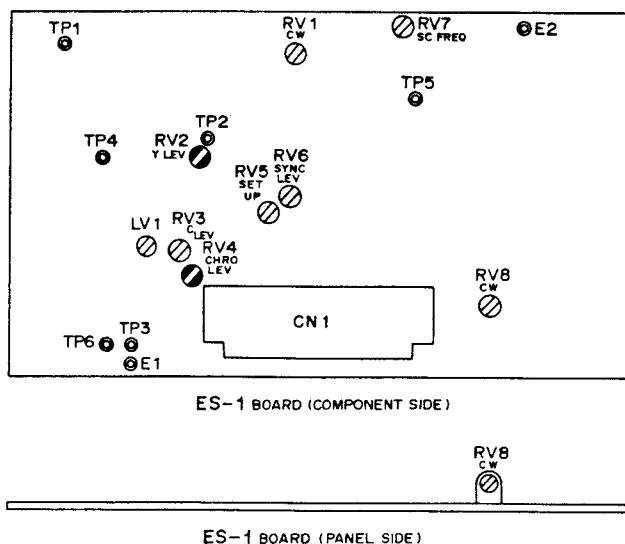 TP1
RV1
CW
RV7
SC FREQ
E2
TP5
TP4
RV2
Y LEV
TP2
RV5
SET
UP
RV6
SYNC
LEV
LV1
RV3
C LEV
RV4
CHRO
LEV
CN1
RV8
CW
TP6
TP3
E1
ES-1 BOARD (COMPONENT SIDE)
RV8
CW
ES-1 BOARD (PANEL SIDE)